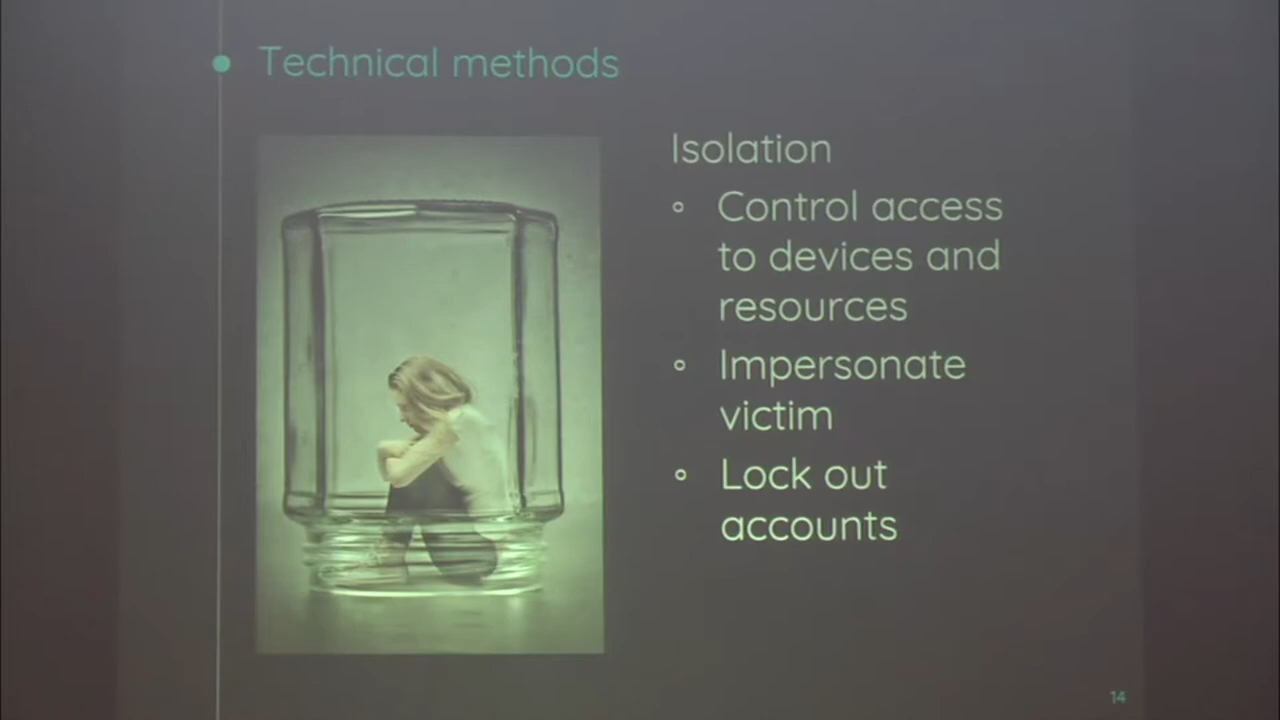 Technical methods
Isolation
Control access
to devices and
resources
Impersonate
victim
Lock out
accounts
14